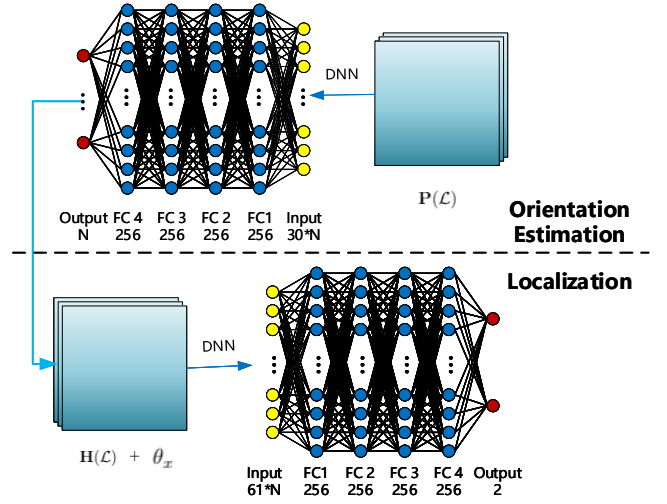 DNN
P(ℒ)
Output FC 4 FC 3 FC 2 FC1 Input
N 256 256 256 256 30*N
Orientation
Estimation
Localization
DNN
H(ℒ) + θₓ
Input FC1 FC 2 FC 3 FC 4 Output
61*N 256 256 256 256 2